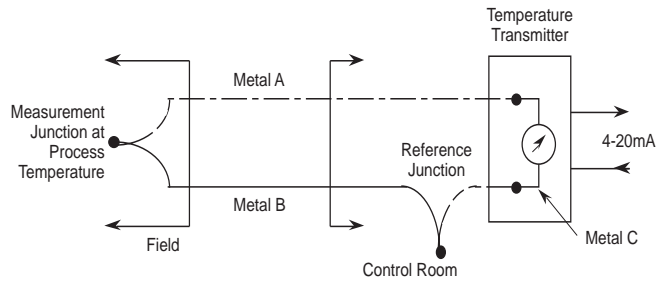 Temperature
Transmitter
Metal A
Measurement
Junction at
Process
Temperature
Reference
Junction
4-20mA
Metal B
Field
Metal C
Control Room